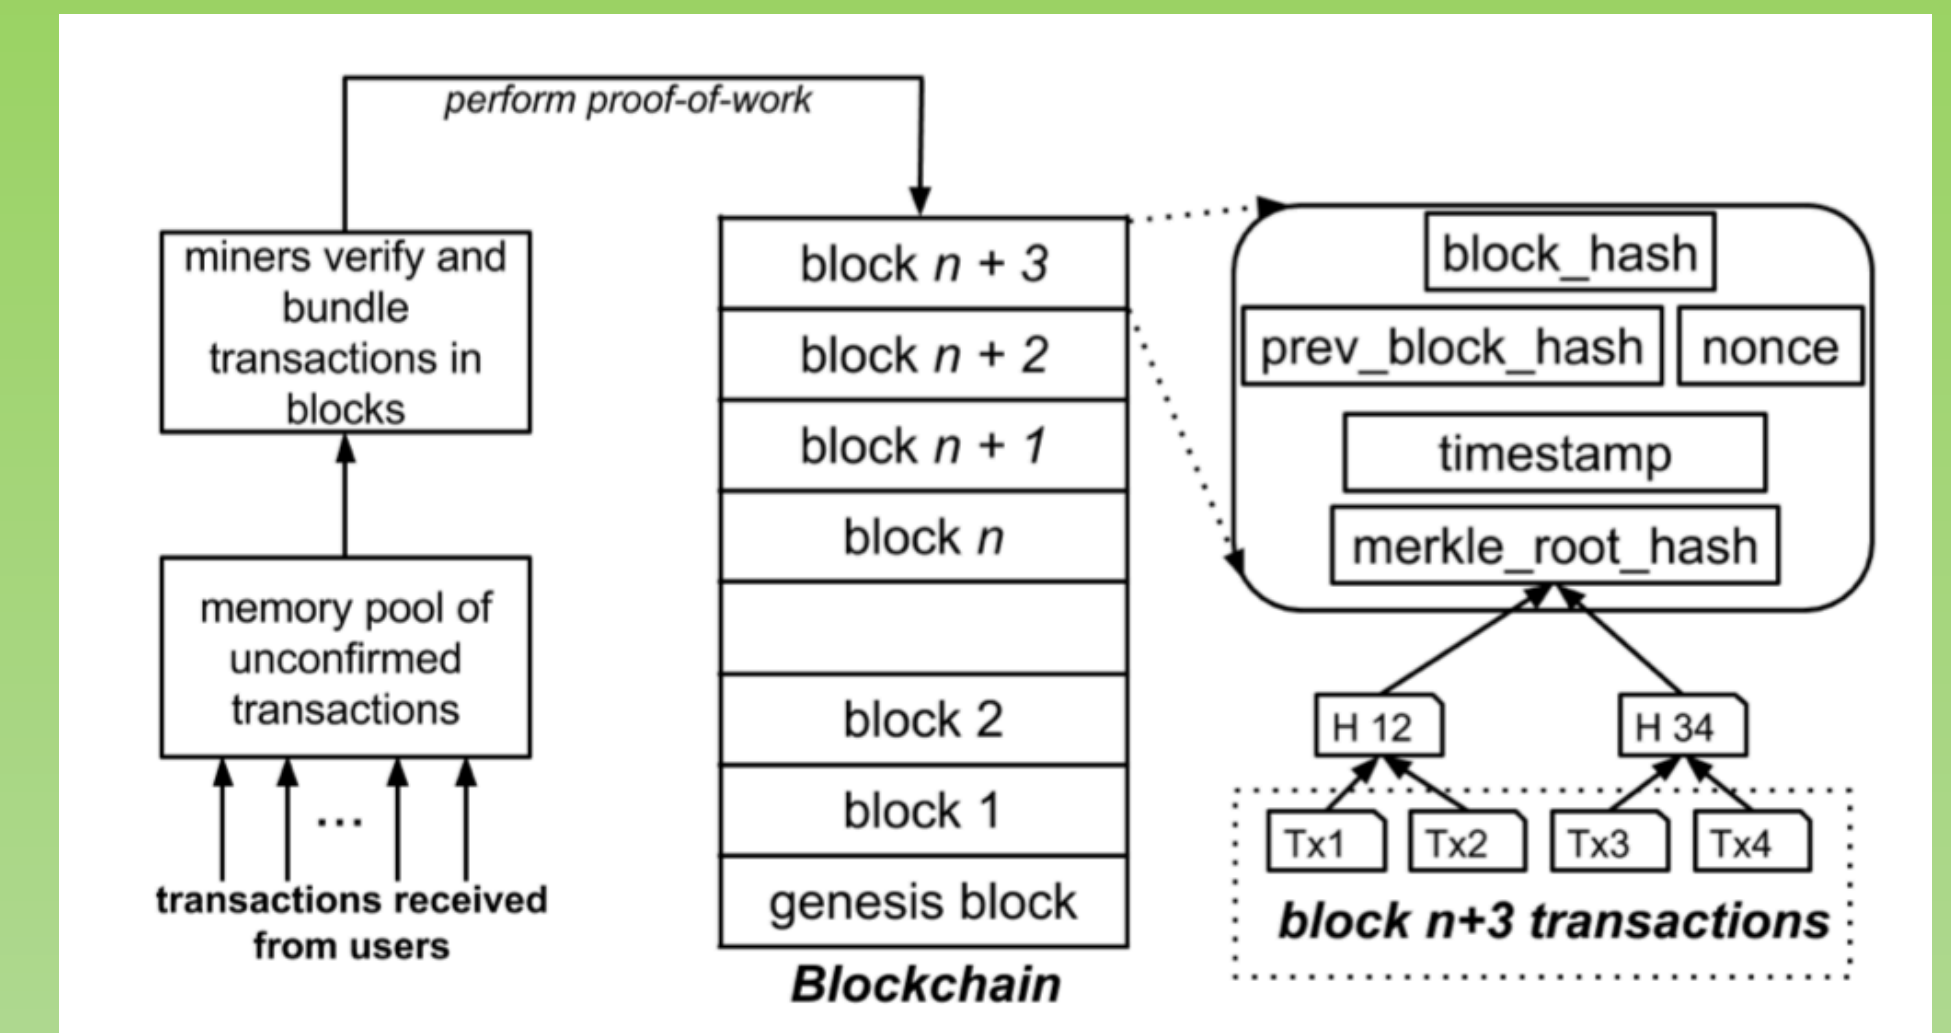 perform proof-of-work
miners verify and
bundle
transactions in
blocks
memory pool of
unconfirmed
transactions
...
transactions received
from users
block n + 3
block n + 2
block n + 1
block n
block 2
block 1
genesis block
Blockchain
block_hash
prev_block_hash nonce
timestamp
merkle_root_hash
H 12 H 34
Tx1 Tx2 Tx3 Tx4
block n+3 transactions